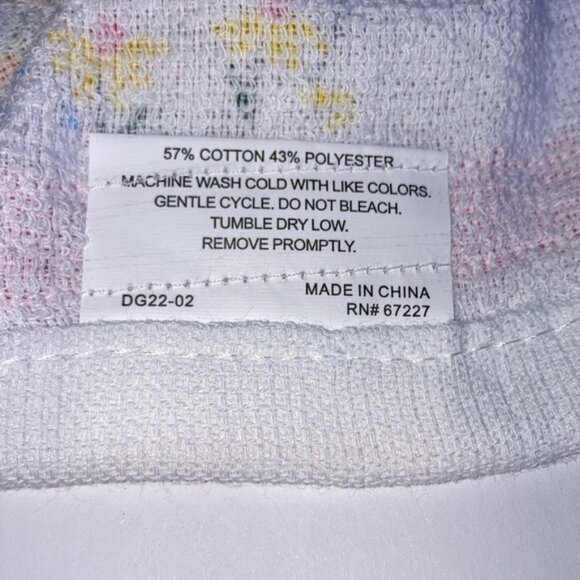 57% COTTON 43% POLYESTER
MACHINE WASH COLD WITH LIKE COLORS.
GENTLE CYCLE. DO NOT BLEACH.
TUMBLE DRY LOW.
REMOVE PROMPTLY.
DG22-02
MADE IN CHINA
RN# 67227